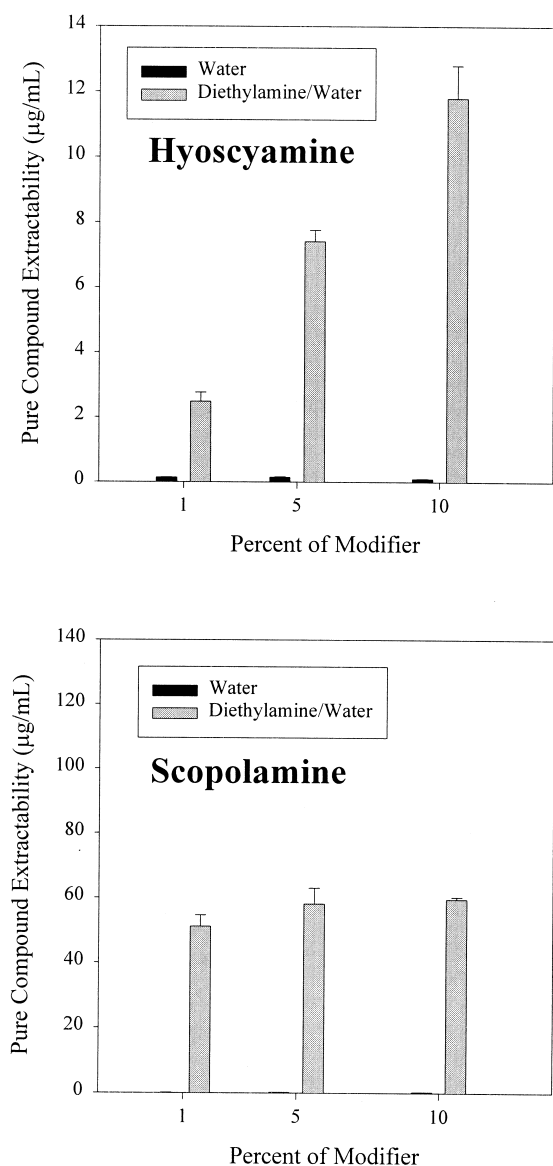 14
12
10
8
6
4
2
0
Pure Compound Extractability (µg/mL)
Water
Diethylamine/Water
Hyoscyamine
1 5 10
Percent of Modifier
140
120
100
80
60
40
20
0
Pure Compound Extractability (µg/mL)
Water
Diethylamine/Water
Scopolamine
1 5 10
Percent of Modifier